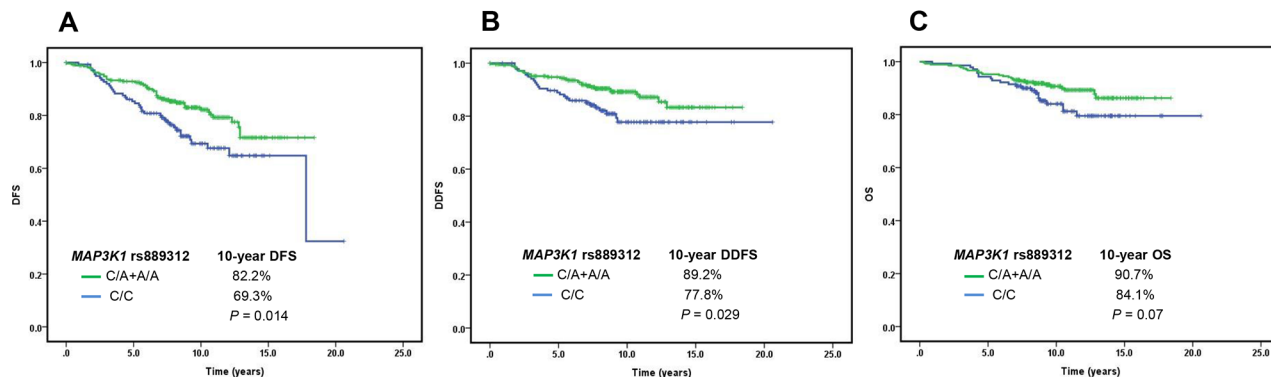 A
1.0
0.8
0.6
0.4
0.2
0.0
DFS
MAP3K1 rs889312 10-year DFS
C/A+A/A 82.2%
C/C 69.3%
P = 0.014
.0 5.0 10.0 15.0 20.0 25.0
Time (years)
B
1.0
0.8
0.6
0.4
0.2
0.0
DDFS
MAP3K1 rs889312 10-year DDFS
C/A+A/A 89.2%
C/C 77.8%
P = 0.029
.0 5.0 10.0 15.0 20.0 25.0
Time (years)
C
1.0
0.8
0.6
0.4
0.2
0.0
OS
MAP3K1 rs889312 10-year OS
C/A+A/A 90.7%
C/C 84.1%
P = 0.07
.0 5.0 10.0 15.0 20.0 25.0
Time (years)